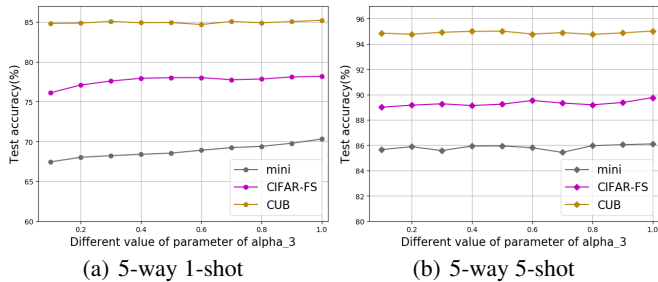 85
80
75
70
65
60
Test accuracy(%)
0.2 0.4 0.6 0.8 1.0
Different value of parameter of alpha_3
mini
CIFAR-FS
CUB
(a) 5-way 1-shot
96
94
92
90
88
86
84
82
80
Test accuracy(%)
0.2 0.4 0.6 0.8 1.0
Different value of parameter of alpha_3
mini
CIFAR-FS
CUB
(b) 5-way 5-shot